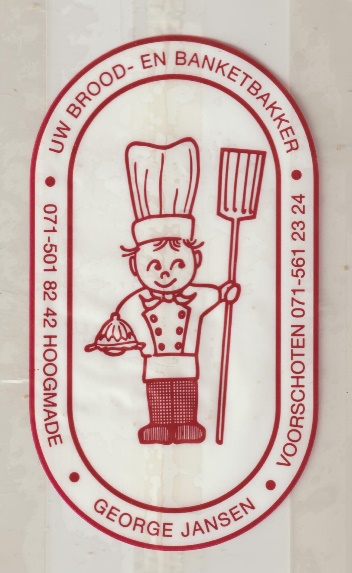 UW BROOD- EN BANKETBAKKER
071-501 82 42 HOOGMADE
VOORSCHOTEN 071-561 23 24
GEORGE JANSEN